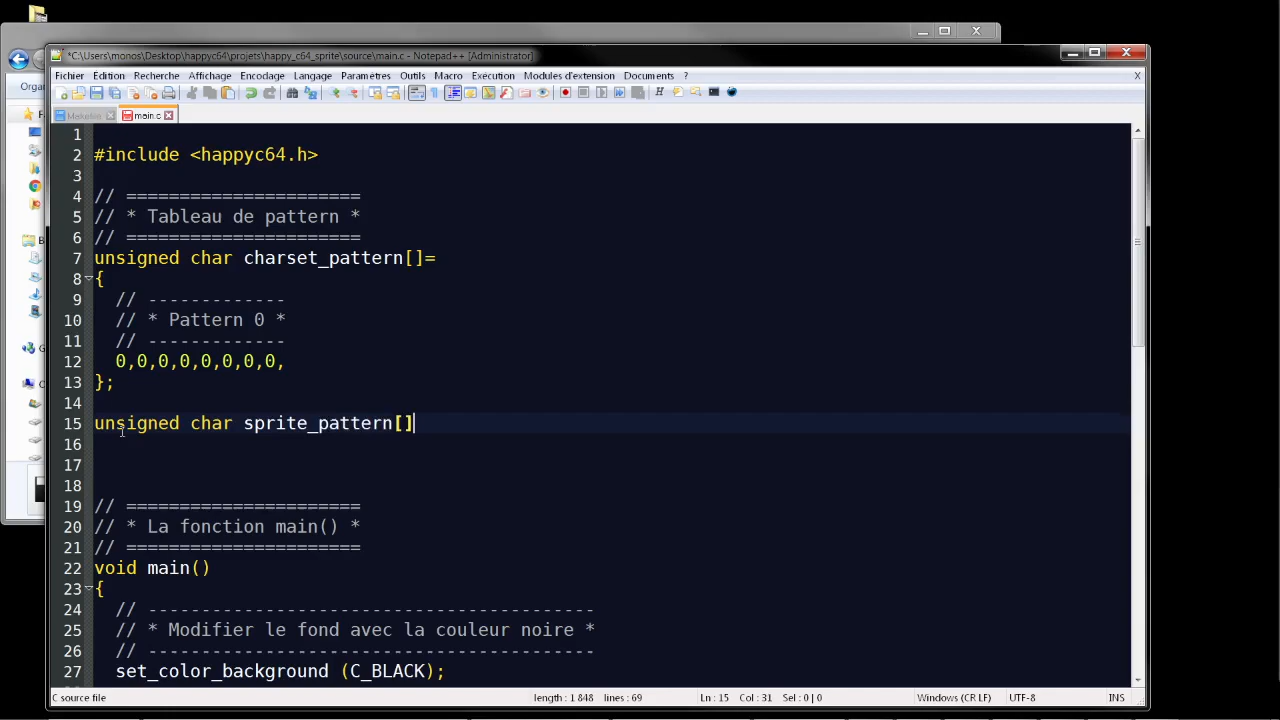 *C:\Users\monos\Desktop\happyc64\projets\happy_c64_sprite\source\main.c - Notepad++ [Administrator]
Fichier Edition Recherche Affichage Encodage Langage Paramètres Outils Macro Exécution Modules d'extension Documents ? X
Organ
Makefile main.c
1
2 #include <happyc64.h>
3
4 // ======================
5 // * Tableau de pattern *
6 // ======================
7 unsigned char charset_pattern[]=
8 {
9 // -------------
10 // * Pattern 0 *
11 // -------------
12 0,0,0,0,0,0,0,0,
13 };
14
15 unsigned char sprite_pattern[]
16
17
18
19 // ======================
20 // * La fonction main() *
21 // ======================
22 void main()
23 {
24 // ------------------------------------------
25 // * Modifier le fond avec la couleur noire *
26 // ------------------------------------------
27 set_color_background (C_BLACK);
C source file length : 1 848 lines : 69 Ln : 15 Col : 31 Sel : 0 | 0 Windows (CR LF) UTF-8 INS